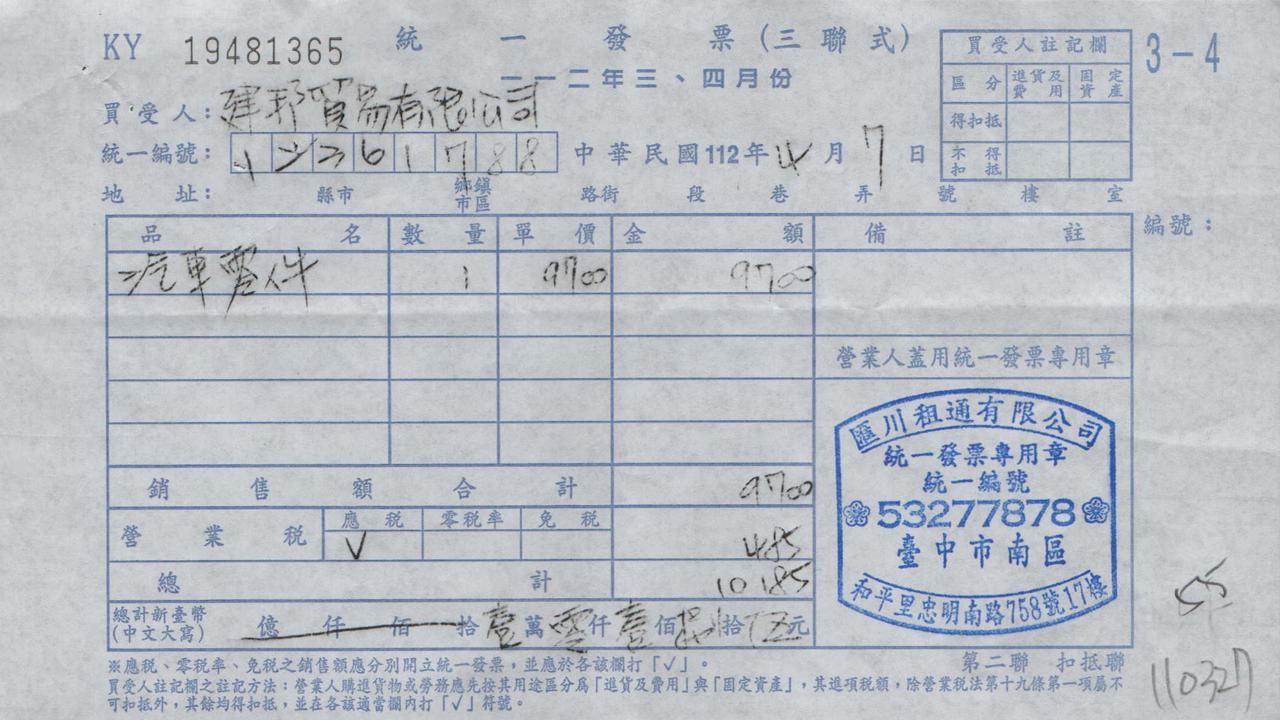 KY 19481365
統一發票(三聯式)
一一二年三、四月份
3-4
買受人註記欄
區分 進貨及費用 固定資產
得扣抵
不得扣抵
買受人:建邦貿易有限公司
統一編號:12361788 中華民國112年4月7日
地址: 縣市 鄉鎮市區 路街 段 巷 弄 號 樓 室
編號:
品名 數量 單價 金額 備註
汽車零件 1 9700 9700
營業人蓋用統一發票專用章
匯川租通有限公司
統一發票專用章
統一編號
53277878
臺中市南區
和平里忠明南路758號17樓
銷售額合計 9700
營業稅 應稅 零稅率 免稅
V 485
總計 10185
總計新臺幣(中文大寫) 億 仟 佰 拾 壹 萬 零 仟 壹 佰 捌 拾 伍 元
※應稅、零稅率、免稅之銷售額應分別開立統一發票,並應於各該欄打「✓」。
第二聯 扣抵聯
買受人註記欄之註記方法:營業人購進貨物或勞務應先按其用途區分為「進貨及費用」與「固定資產」,其進項稅額,除營業稅法第十九條第一項屬不
可扣抵外,其餘均得扣抵,並在各該適當欄內打「✓」符號。
110327